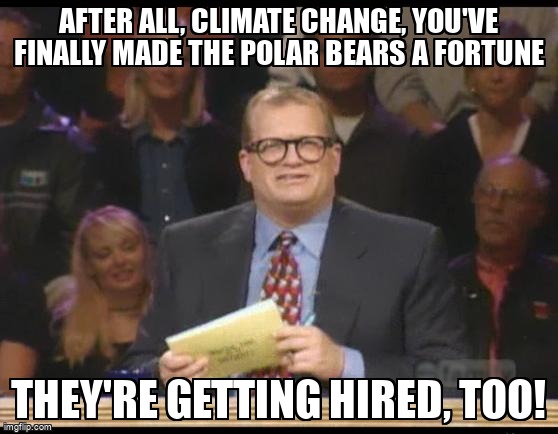 AFTER ALL, CLIMATE CHANGE, YOU'VE
FINALLY MADE THE POLAR BEARS A FORTUNE
THEY'RE GETTING HIRED, TOO!
imgflip.com